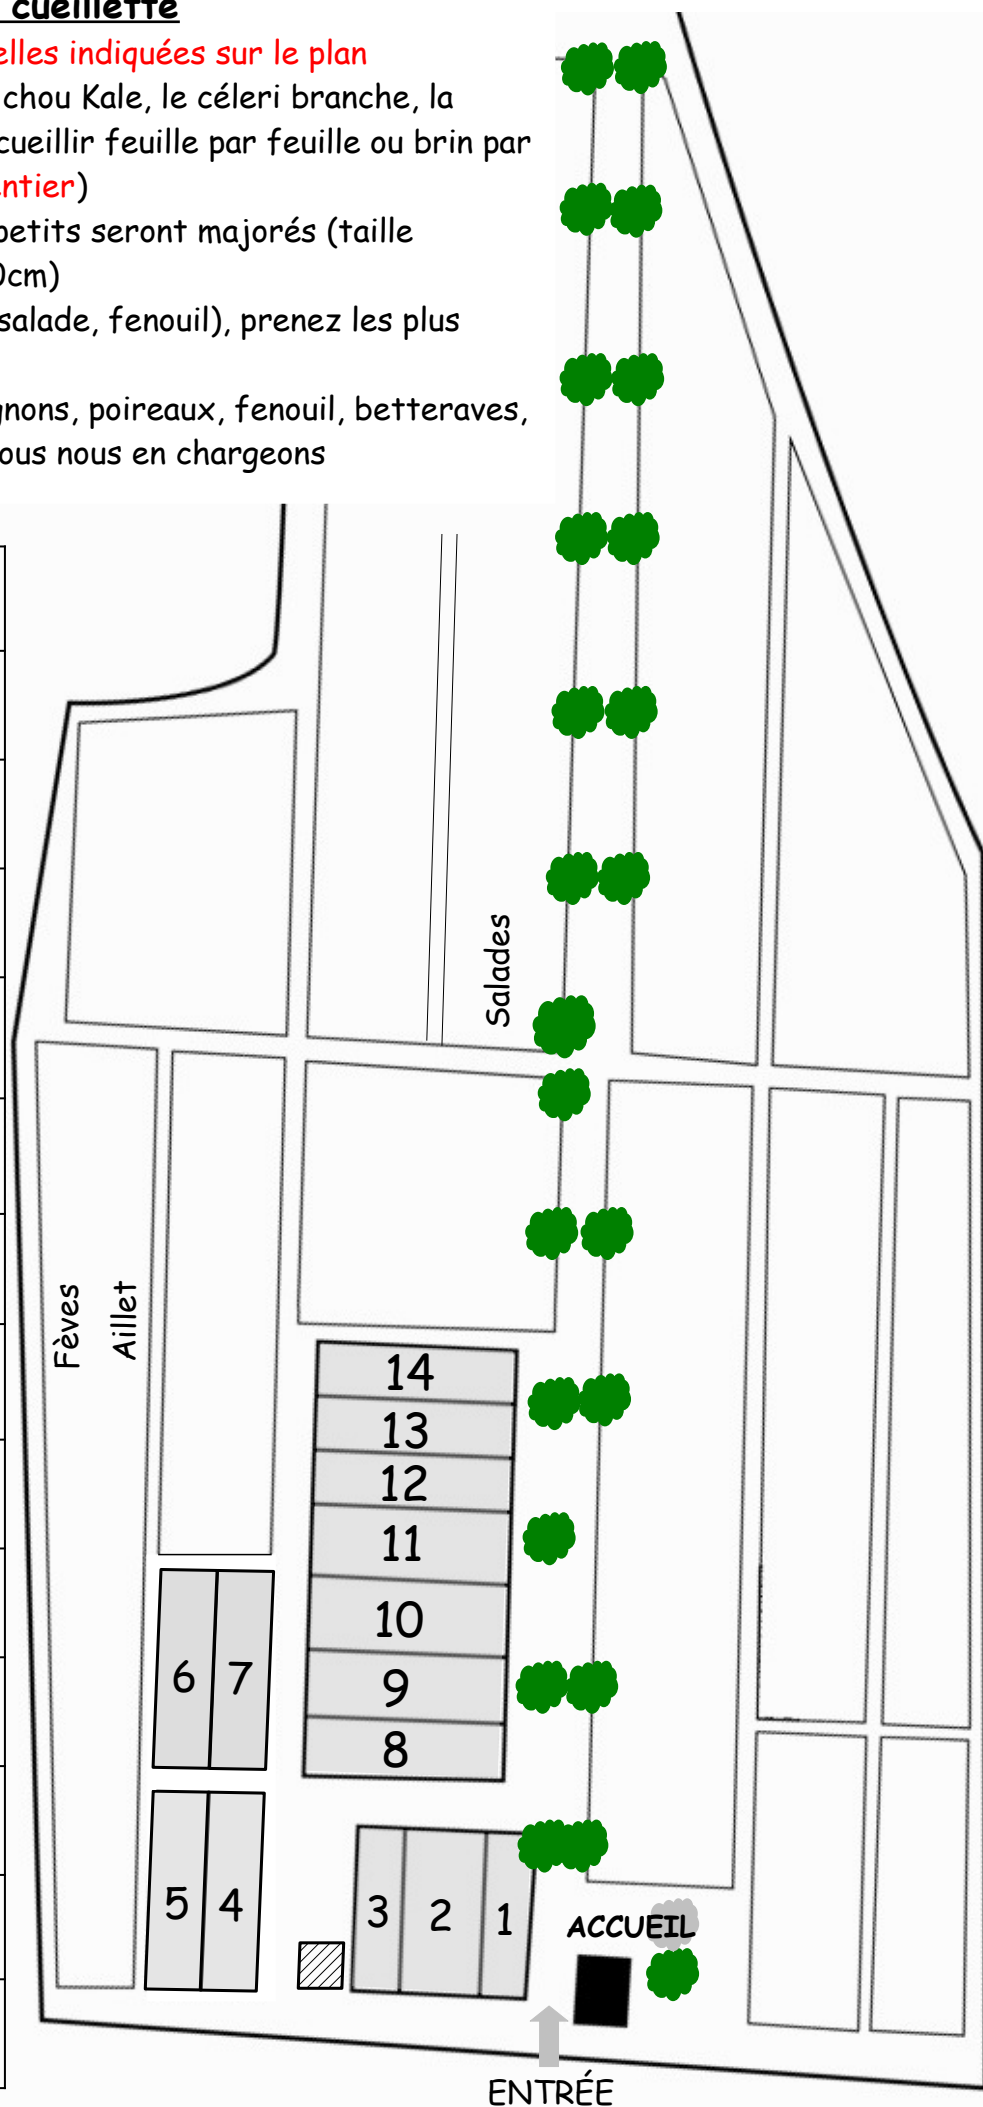 cueillette
elles indiquées sur le plan
chou Kale, le céleri branche, la
cueillir feuille par feuille ou brin par
entier)
petits seront majorés (taille
0cm)
salade, fenouil), prenez les plus
gnons, poireaux, fenouil, betteraves,
ous nous en chargeons
Salades
Fèves
Aillet
14
13
12
11
10
9
8
6 7
5 4
3 2 1
ACCUEIL
ENTRÉE